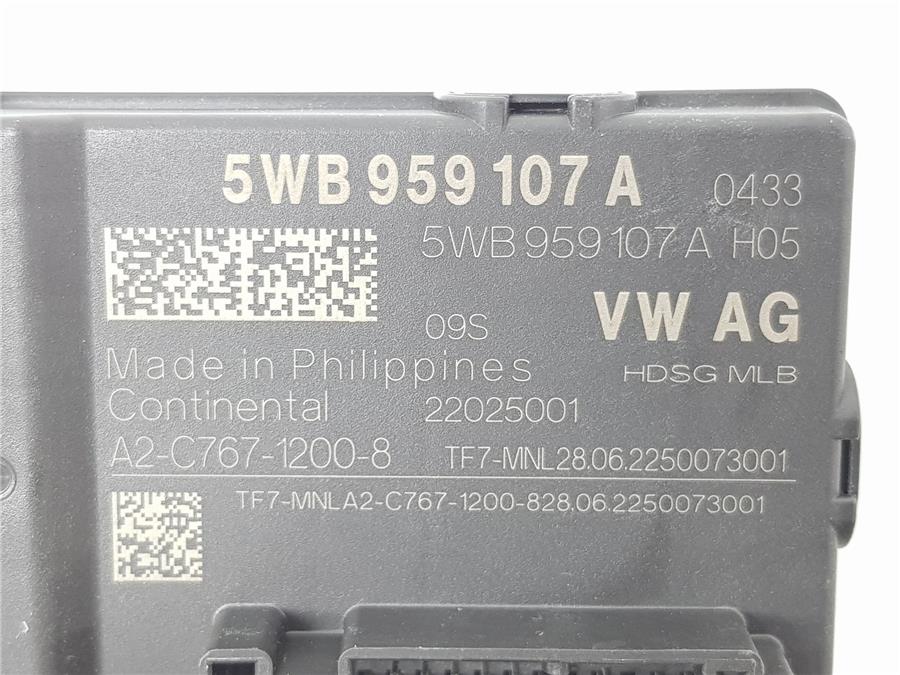 5WB 959 107 A 0433
5WB 959 107 A H05
09S VW AG
Made in Philippines HDSG MLB
Continental 22025001
A2-C767-1200-8 TF7-MNL28.06.2250073001
TF7-MNLA2-C767-1200-828.06.2250073001